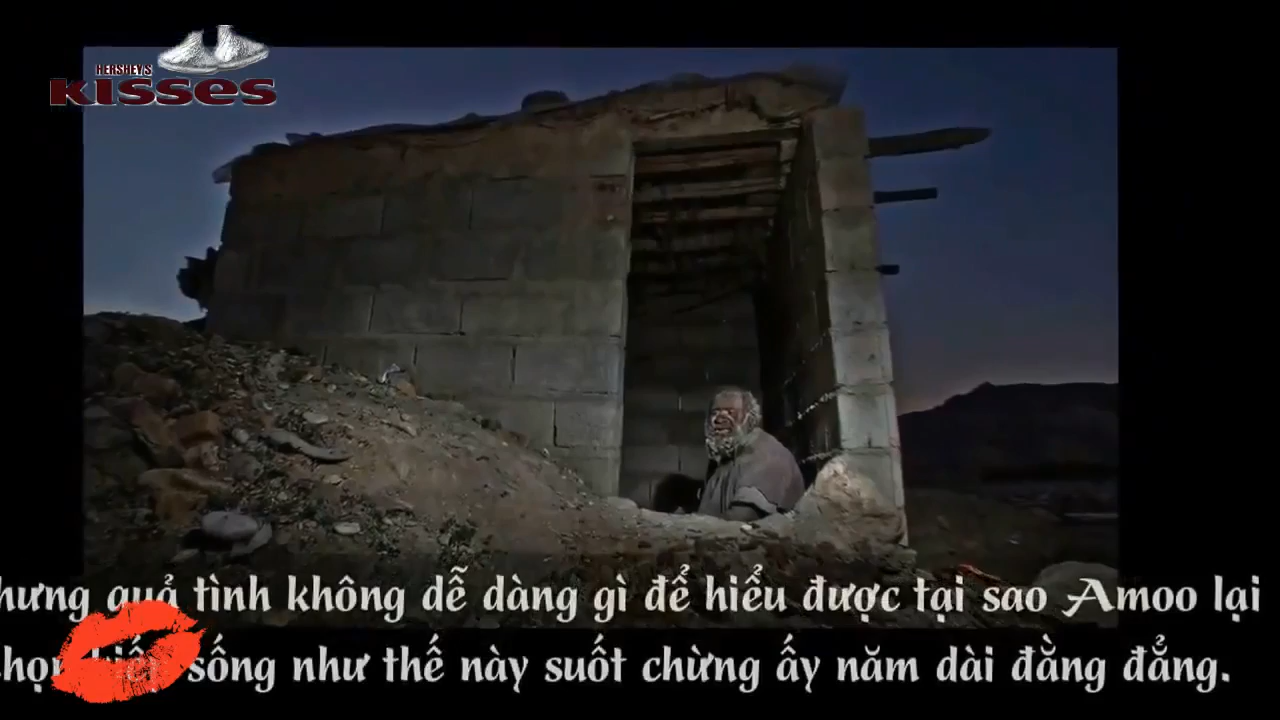 HERSHEY'S
KISSES
hưng quả tình không dễ dàng gì để hiểu được tại sao Amoo lại
sống như thế này suốt chừng ấy năm dài đằng đẳng.